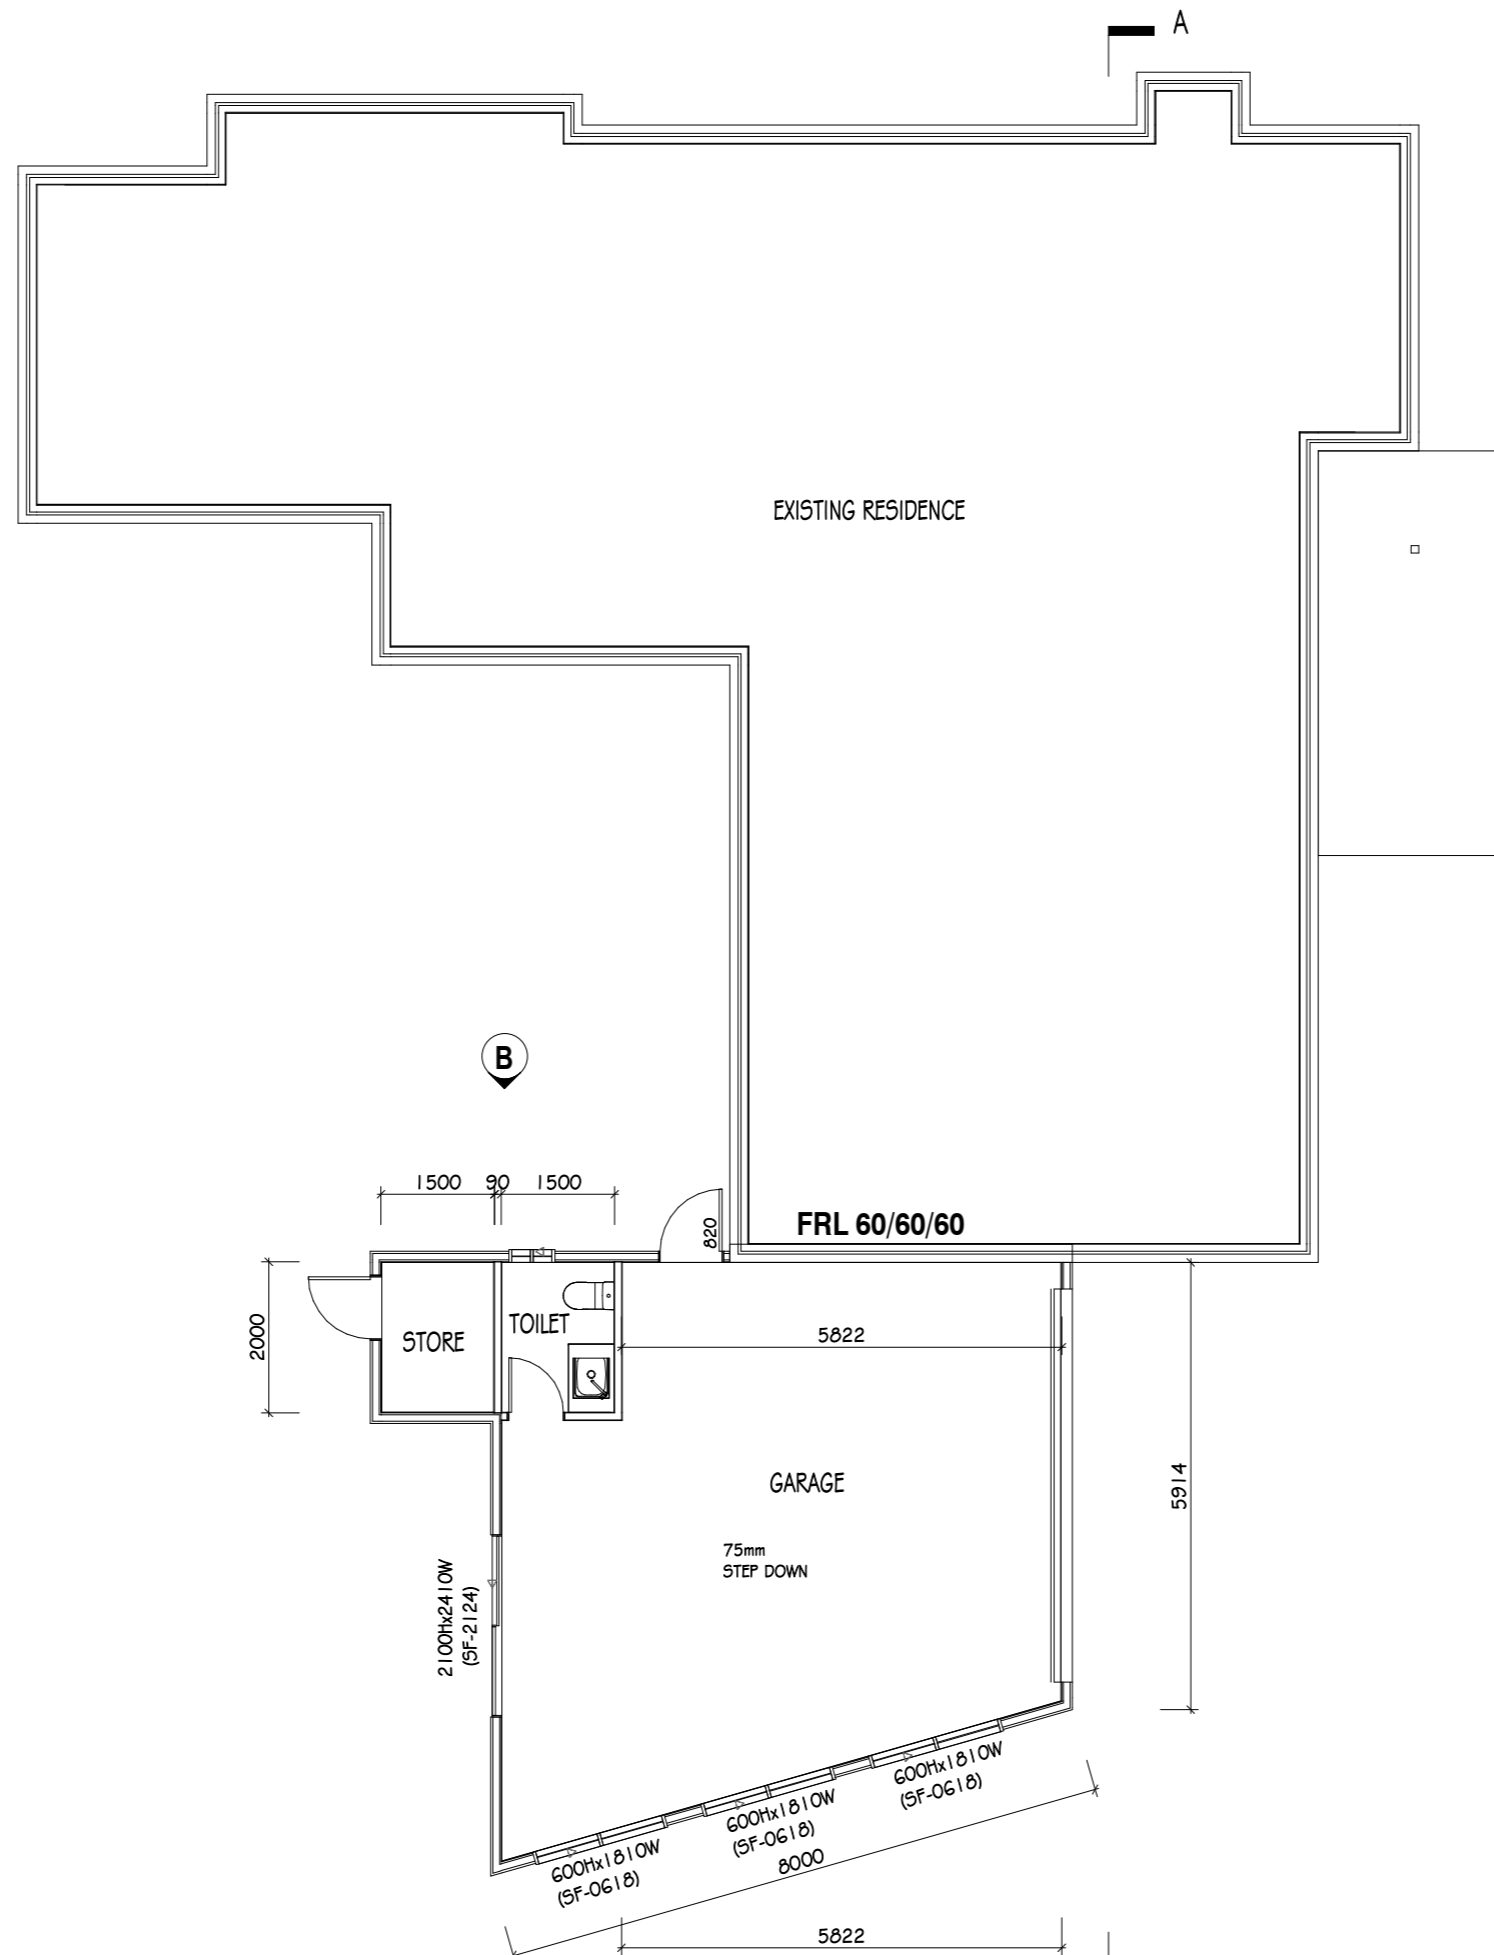 A
EXISTING RESIDENCE
B
1500 90 1500
820
FRL 60/60/60
2000
STORE
TOILET
5822
GARAGE
5914
75mm
STEP DOWN
2100Hx2410W
(SF-2124)
600Hx1810W
(SF-0618)
600Hx1810W
(SF-0618)
600Hx1810W
(SF-0618)
8000
5822